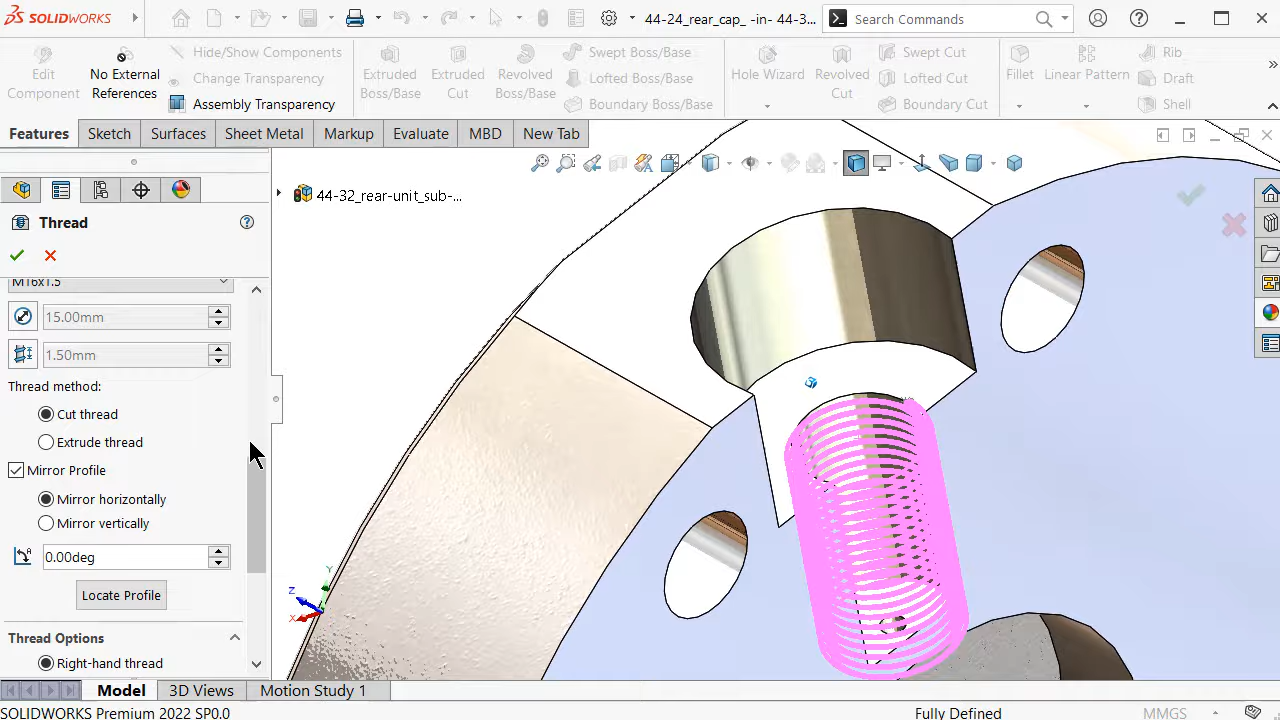 SOLIDWORKS
44-24_rear_cap_ -in- 44-3...
Search Commands
Edit Component
No External References
Hide/Show Components
Change Transparency
Assembly Transparency
Extruded Boss/Base
Extruded Cut
Revolved Boss/Base
Swept Boss/Base
Lofted Boss/Base
Boundary Boss/Base
Hole Wizard
Revolved Cut
Swept Cut
Lofted Cut
Boundary Cut
Fillet
Linear Pattern
Rib
Draft
Shell
Features
Sketch
Surfaces
Sheet Metal
Markup
Evaluate
MBD
New Tab
44-32_rear-unit_sub-...
Thread
M16x1.5
15.00mm
1.50mm
Thread method:
Cut thread
Extrude thread
Mirror Profile
Mirror horizontally
Mirror vertically
0.00deg
Locate Profile
Thread Options
Right-hand thread
Y
Z
X
Model
3D Views
Motion Study 1
SOLIDWORKS Premium 2022 SP0.0
Fully Defined
MMGS